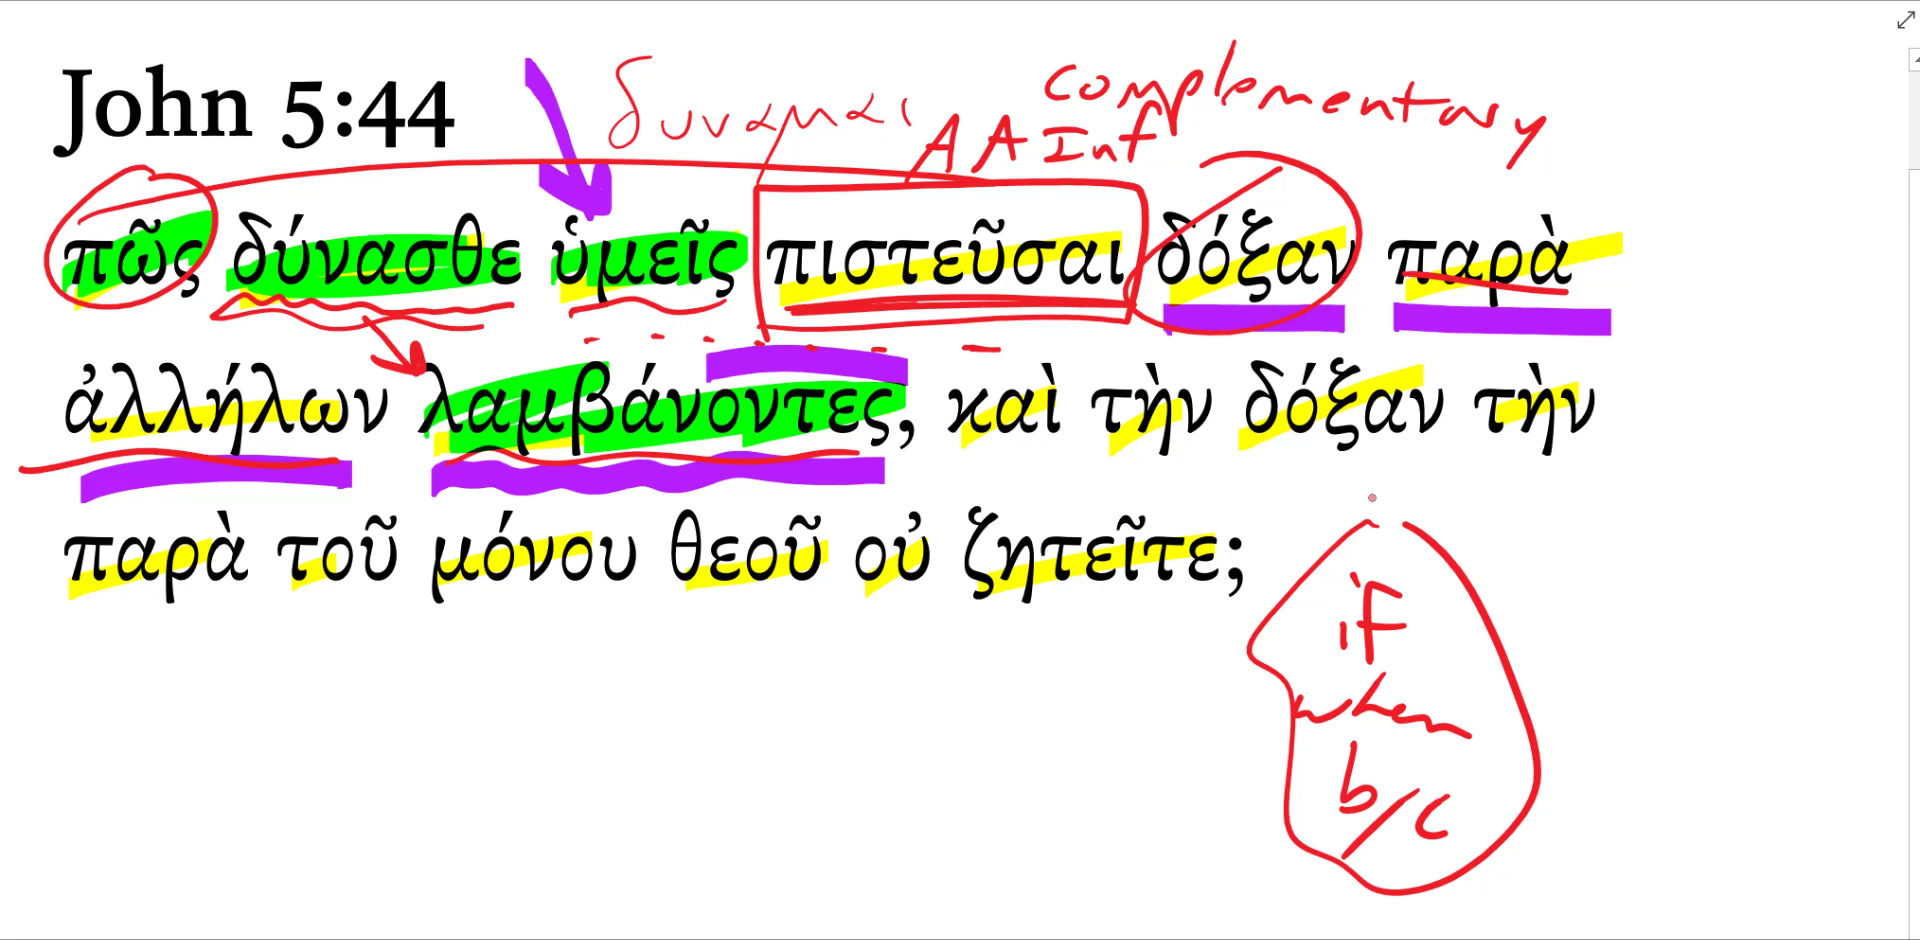 John 5:44
δυναμαι
complementary
AA Inf
πῶς δύνασθε ὑμεῖς πιστεῦσαι δόξαν παρὰ
ἀλλήλων λαμβάνοντες, καὶ τὴν δόξαν τὴν
παρὰ τοῦ μόνου θεοῦ οὐ ζητεῖτε;
if
when
b/c